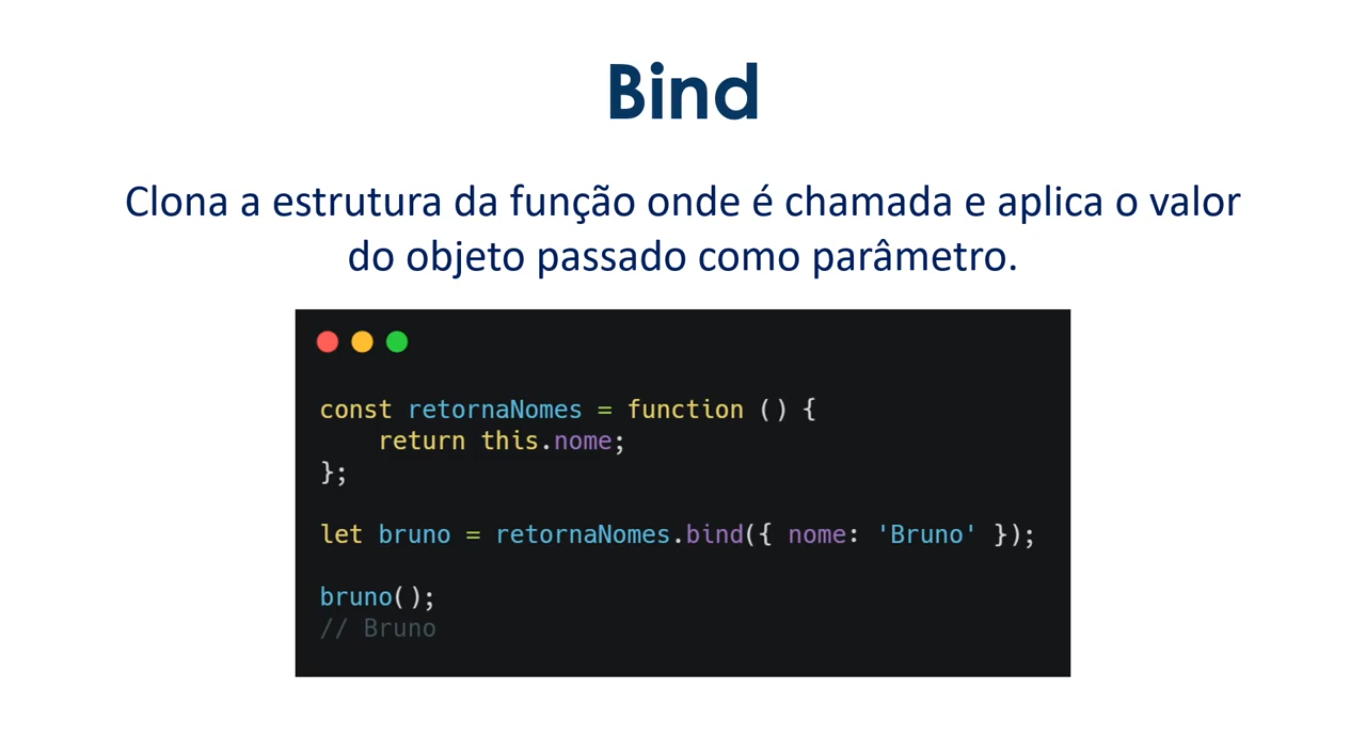 Bind
Clona a estrutura da função onde é chamada e aplica o valor
do objeto passado como parâmetro.
const retornaNomes = function () {
    return this.nome;
};
let bruno = retornaNomes.bind({ nome: 'Bruno' });
bruno();
// Bruno